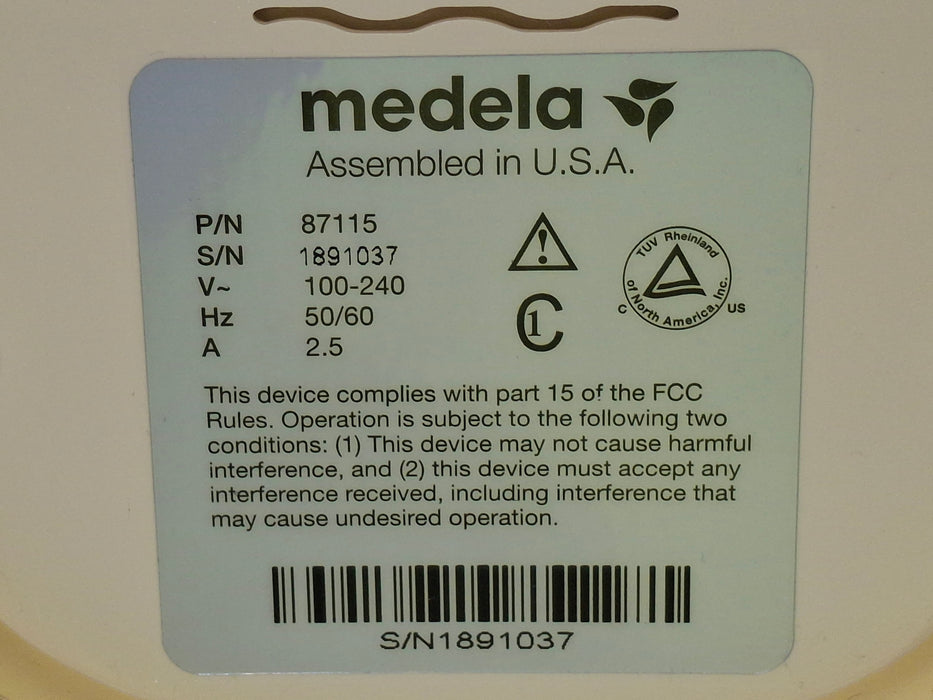 medela
Assembled in U.S.A.
P/N 87115
S/N 1891037
V~ 100-240
Hz 50/60
A 2.5
!
C1
TUV Rheinland
of North America, Inc.
C US
This device complies with part 15 of the FCC
Rules. Operation is subject to the following two
conditions: (1) This device may not cause harmful
interference, and (2) this device must accept any
interference received, including interference that
may cause undesired operation.
S/N1891037